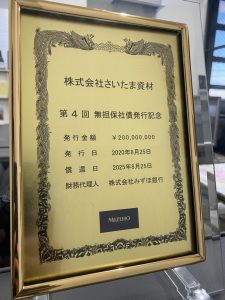 株式会社さいたま資材
第4回 無担保社債発行記念
発行金額 ￥200,000,000
発行日 2020年8月25日
償還日 2025年8月25日
財務代理人 株式会社みずほ銀行
MIZUHO